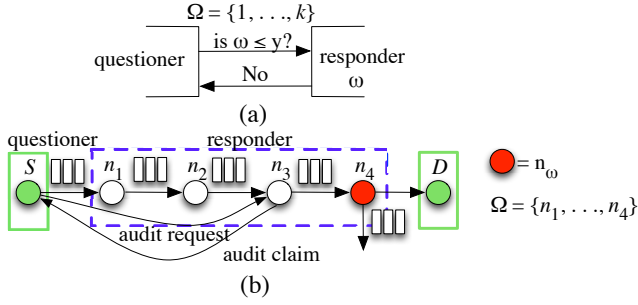 Ω = {1, . . ., k}
questioner
is ω ≤ y?
No
responder
ω
(a)
questioner
responder
S
n1
n2
n3
n4
D
= nω
Ω = {n1, . . ., n4}
audit request
audit claim
(b)